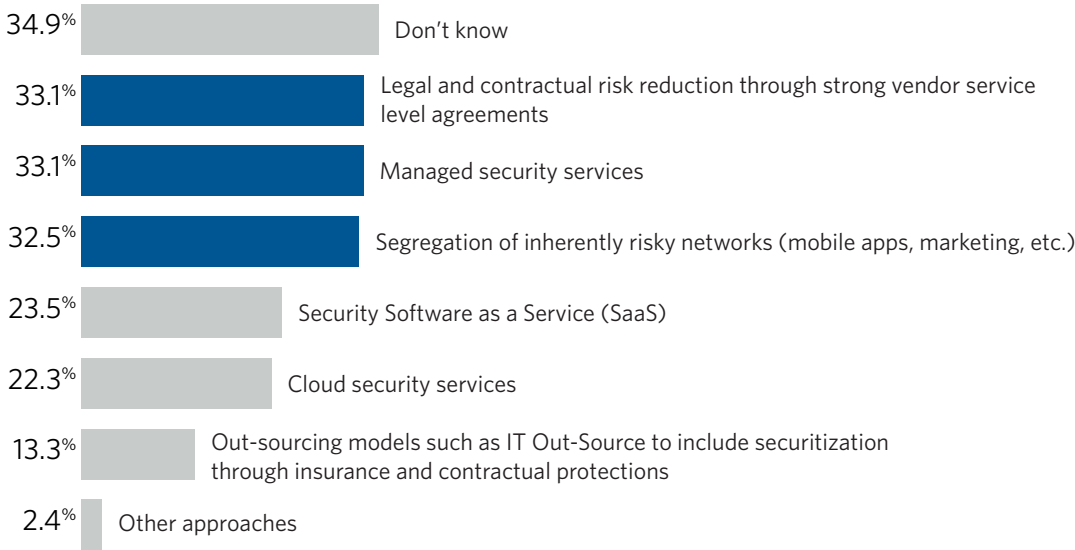 34.9% Don’t know
33.1% Legal and contractual risk reduction through strong vendor service
level agreements
33.1% Managed security services
32.5% Segregation of inherently risky networks (mobile apps, marketing, etc.)
23.5% Security Software as a Service (SaaS)
22.3% Cloud security services
13.3% Out-sourcing models such as IT Out-Source to include securitization
through insurance and contractual protections
2.4% Other approaches